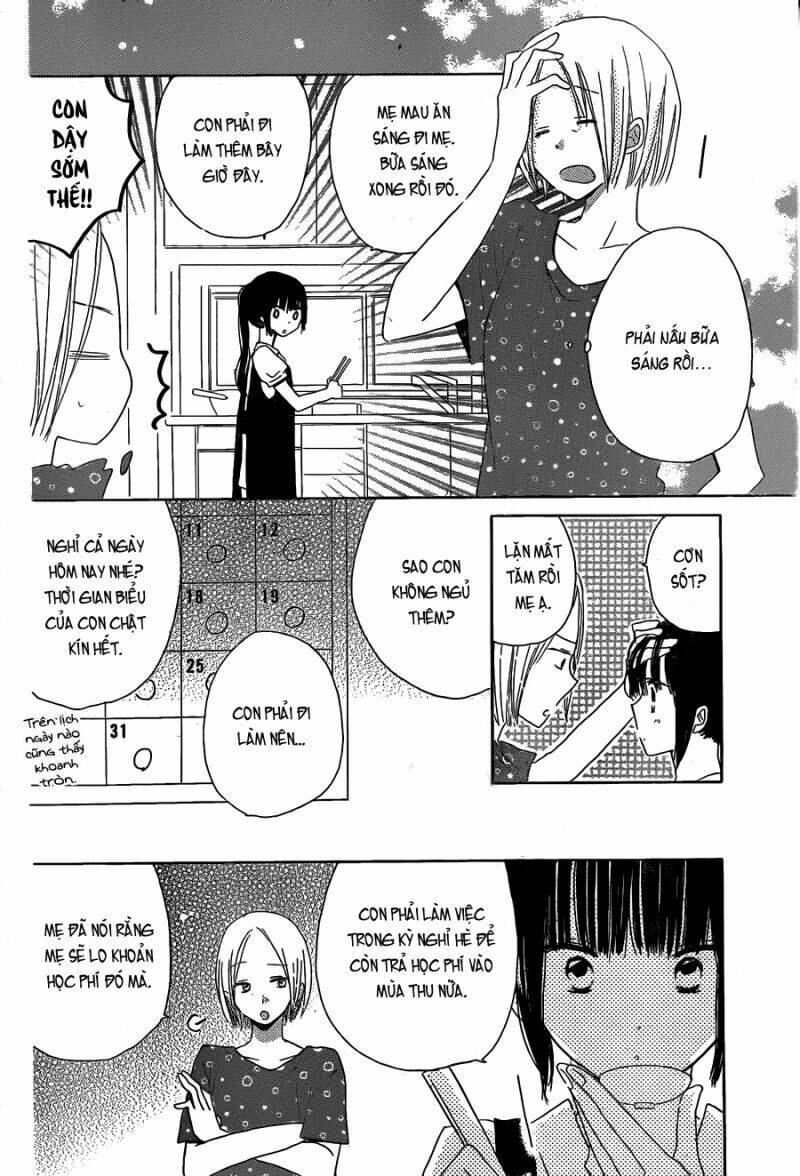 PHẢI NẤU BỮA
SÁNG RỒI...
MẸ MAU ĂN
SÁNG ĐI MẸ.
BỮA SÁNG
XONG RỒI ĐÓ.
CON PHẢI ĐI
LÀM THÊM BÂY
GIỜ ĐÂY.
CON
DẬY
SỚM
THẾ!!
CƠN
SỐT?
LẶN MẤT
TĂM RỒI
MẸ Ạ.
SAO CON
KHÔNG NGỦ
THÊM?
CON PHẢI ĐI
LÀM NÊN...
NGHỈ CẢ NGÀY
HÔM NAY NHÉ?
THỜI GIAN BIỂU
CỦA CON CHẬT
KÍN HẾT.
11 12
18 19
25
31
Trên lịch
ngày nào
cũng thấy
khoanh
tròn
CON PHẢI LÀM VIỆC
TRONG KỲ NGHỈ HÈ ĐỂ
CÒN TRẢ HỌC PHÍ VÀO
MÙA THU NỮA.
MẸ ĐÃ NÓI RẰNG
MẸ SẼ LO KHOẢN
HỌC PHÍ ĐÓ MÀ.